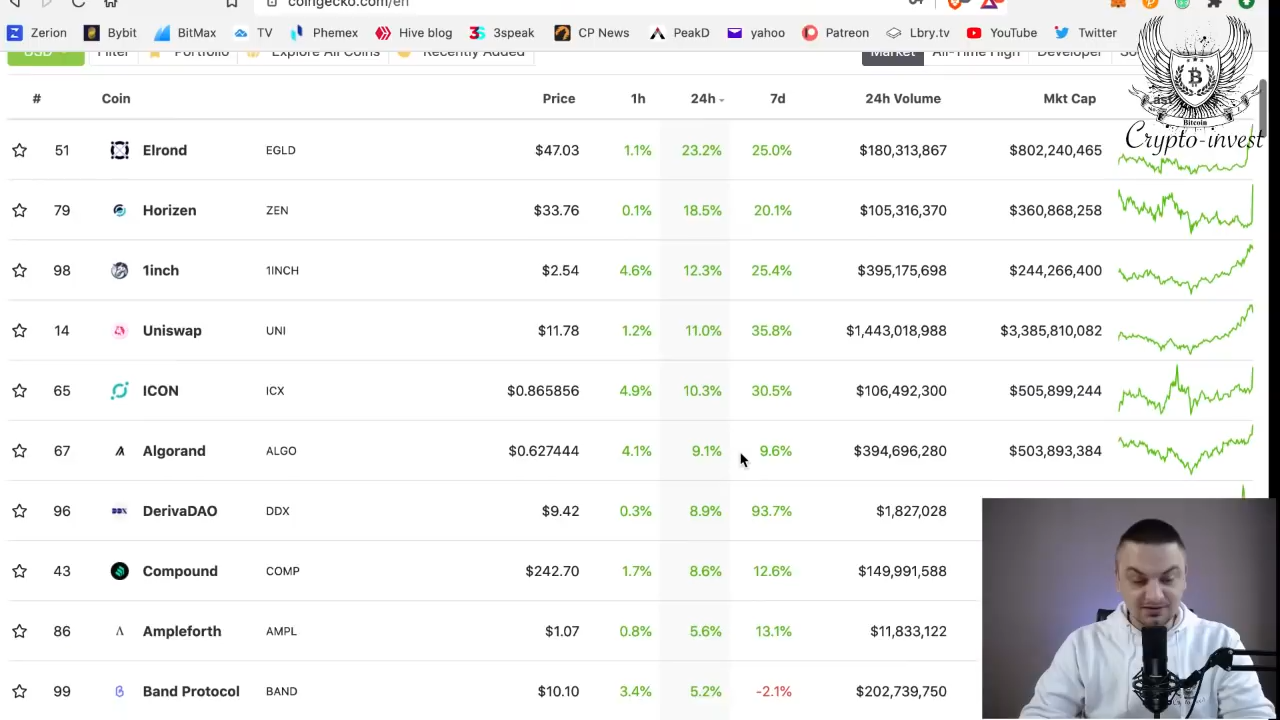 coingecko.com/en
Zerion Bybit BitMax TV Phemex Hive blog 3speak CP News PeakD yahoo Patreon Lbry.tv YouTube Twitter
USD Filter Portfolio Explore All Coins Recently Added Market All-Time High Developer
# Coin Price 1h 24h 7d 24h Volume Mkt Cap Last
Bitcoin
Crypto-invest
51 Elrond EGLD $47.03 1.1% 23.2% 25.0% $180,313,867 $802,240,465
79 Horizen ZEN $33.76 0.1% 18.5% 20.1% $105,316,370 $360,868,258
98 1inch 1INCH $2.54 4.6% 12.3% 25.4% $395,175,698 $244,266,400
14 Uniswap UNI $11.78 1.2% 11.0% 35.8% $1,443,018,988 $3,385,810,082
65 ICON ICX $0.865856 4.9% 10.3% 30.5% $106,492,300 $505,899,244
67 Algorand ALGO $0.627444 4.1% 9.1% 9.6% $394,696,280 $503,893,384
96 DerivaDAO DDX $9.42 0.3% 8.9% 93.7% $1,827,028
43 Compound COMP $242.70 1.7% 8.6% 12.6% $149,991,588
86 Ampleforth AMPL $1.07 0.8% 5.6% 13.1% $11,833,122
99 Band Protocol BAND $10.10 3.4% 5.2% -2.1% $202,739,750